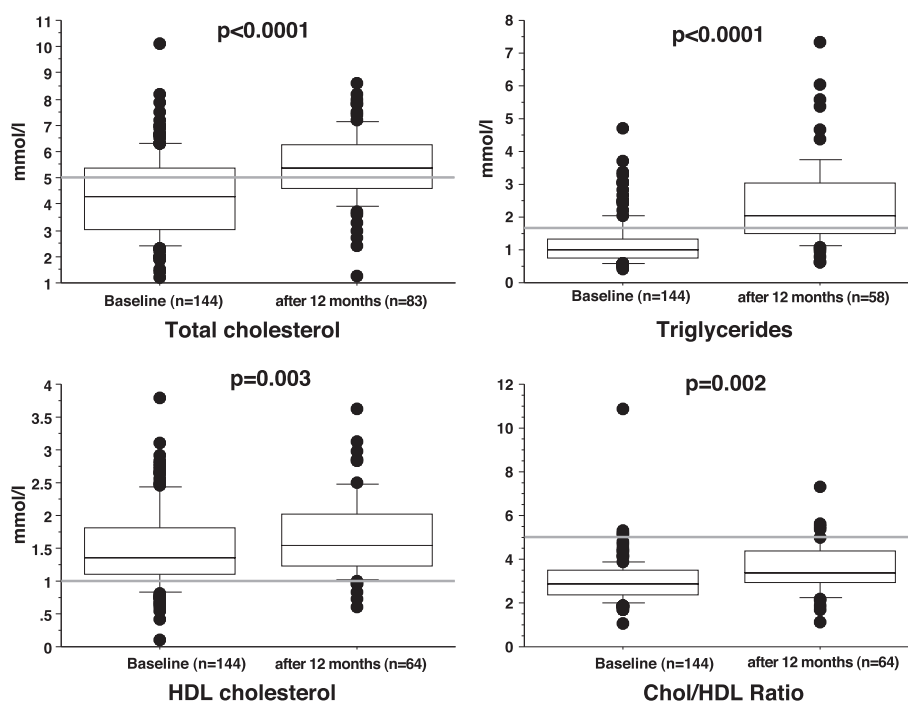 p<0.0001
11
10
9
8
7
6
5
4
3
2
1
mmol/l
Baseline (n=144)
after 12 months (n=83)
Total cholesterol
p<0.0001
8
7
6
5
4
3
2
1
0
mmol/l
Baseline (n=144)
after 12 months (n=58)
Triglycerides
p=0.003
4
3.5
3
2.5
2
1.5
1
.5
0
mmol/l
Baseline (n=144)
after 12 months (n=64)
HDL cholesterol
p=0.002
12
10
8
6
4
2
0
Baseline (n=144)
after 12 months (n=64)
Chol/HDL Ratio